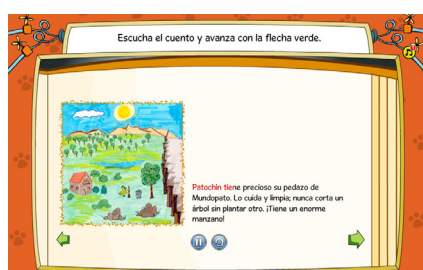 Escucha el cuento y avanza con la flecha verde.
Patochín tiene precioso su pedazo de
Mundopato. Lo cuida y limpia; nunca corta un
árbol sin plantar otro. ¡Tiene un enorme
manzano!